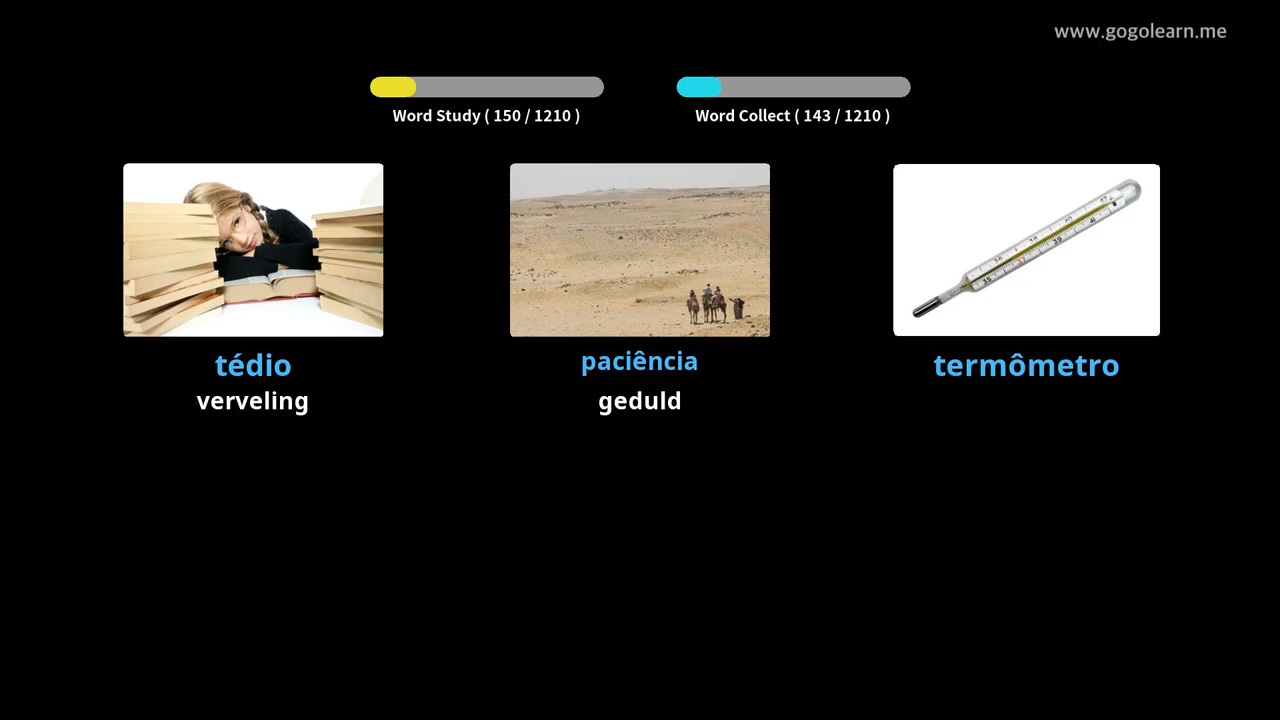 www.gogolearn.me
Word Study ( 150 / 1210 )
Word Collect ( 143 / 1210 )
tédio
verveling
paciência
geduld
termômetro